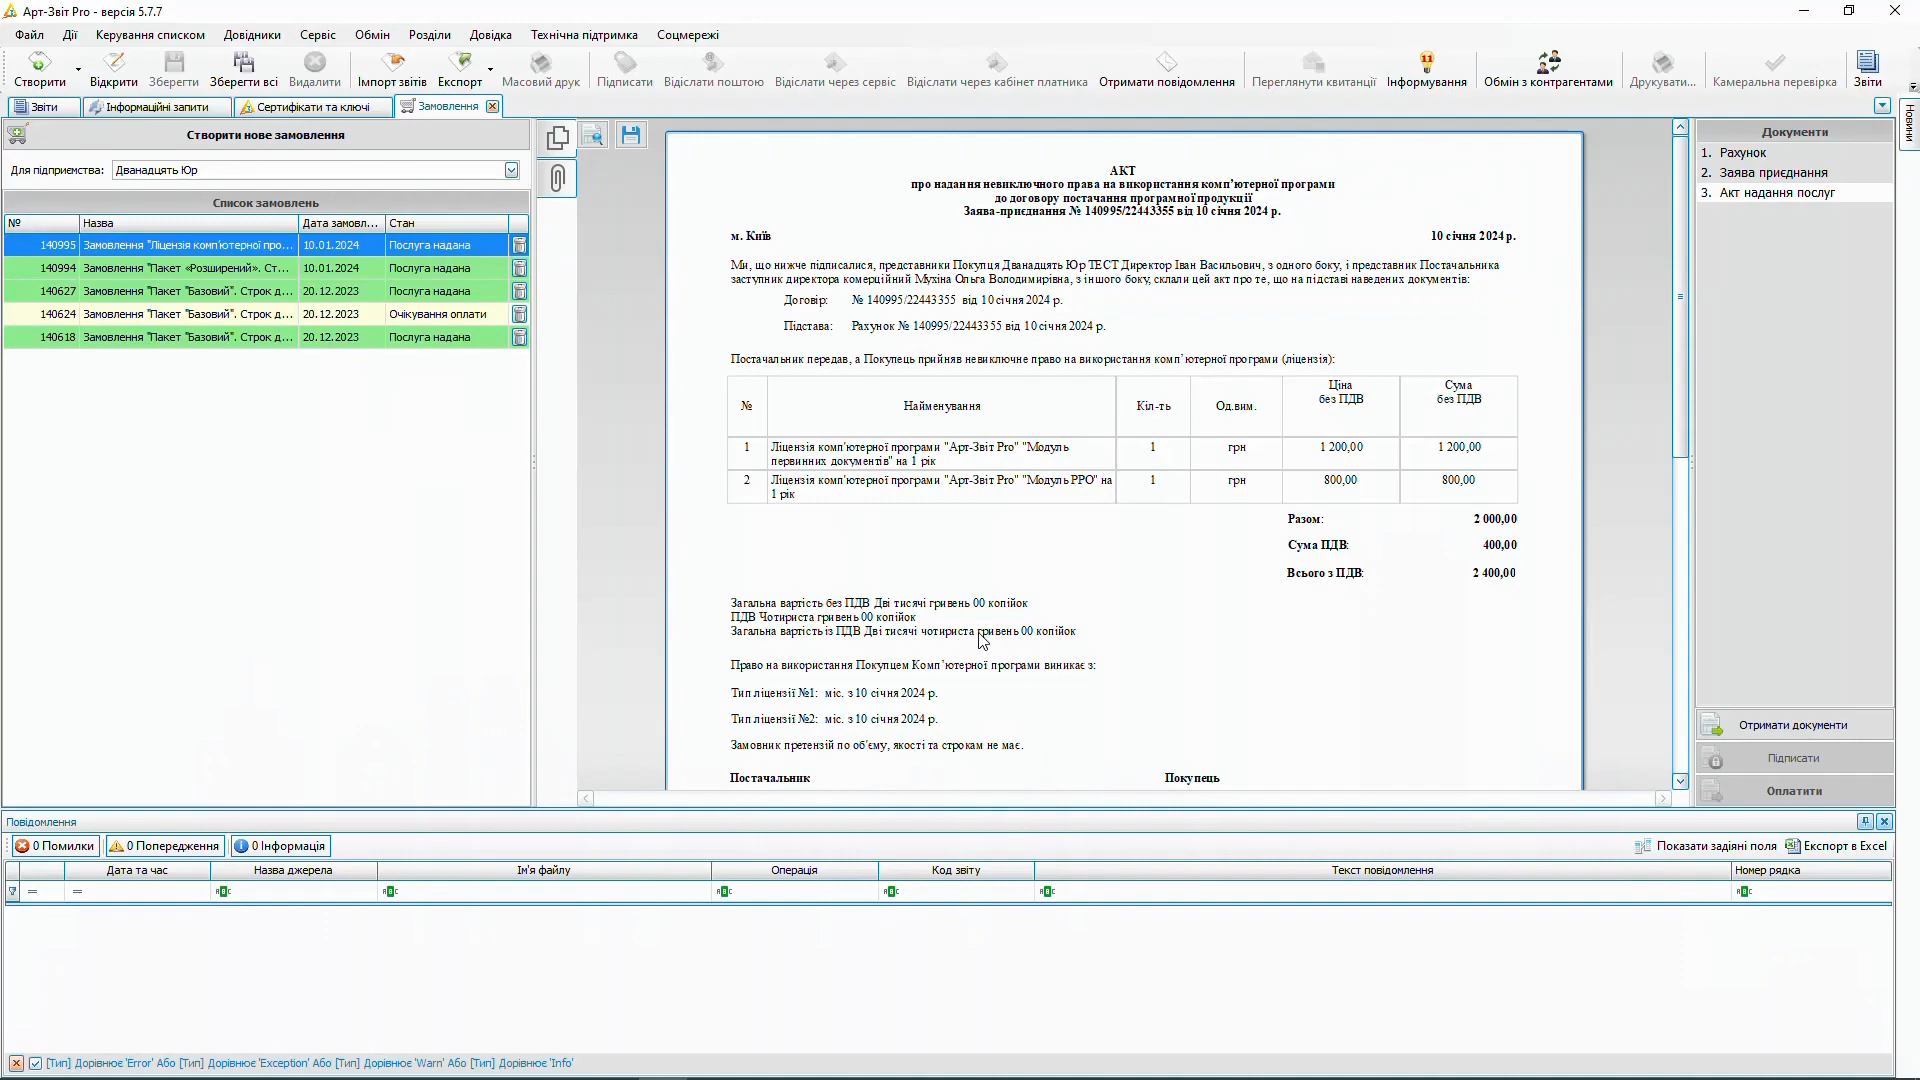 Арт-Звіт Pro - версія 5.7.7
Файл Дії Керування списком Довідники Сервіс Обмін Розділи Довідка Технічна підтримка Соцмережі
11
Створити Відкрити Зберегти Зберегти всі Видалити Імпорт звітів Експорт Масовий друк Підписати Відіслати поштою Відіслати через сервіс Відіслати через кабінет платника Отримати повідомлення Переглянути квитанції Інформування Обмін з контрагентами Друкувати... Камеральна перевірка Звіти
Звіти Інформаційні запити Сертифікати та ключі Замовлення
Новини
Створити нове замовлення
Для підприємства: Дванадцять Юр
Список замовлень
№ Назва Дата замовл... Стан
140995 Замовлення "Ліцензія комп'ютерної про... 10.01.2024 Послуга надана
140994 Замовлення "Пакет «Розширений». Ст... 10.01.2024 Послуга надана
140627 Замовлення "Пакет "Базовий". Строк д... 20.12.2023 Послуга надана
140624 Замовлення "Пакет "Базовий". Строк д... 20.12.2023 Очікування оплати
140618 Замовлення "Пакет "Базовий". Строк д... 20.12.2023 Послуга надана
АКТ
про надання невиключного права на використання комп'ютерної програми
до договору постачання програмної продукції
Заява-приєднання № 140995/22443355 від 10 січня 2024 р.
м. Київ 10 січня 2024 р.
Ми, що нижче підписалися, представники Покупця Дванадцять Юр ТЕСТ Директор Іван Васильович, з одного боку, і представник Постачальника
заступник директора комерційний Мухіна Ольга Володимирівна, з іншого боку, склали цей акт про те, що на підставі наведених документів:
Договір: № 140995/22443355 від 10 січня 2024 р.
Підстава: Рахунок № 140995/22443355 від 10 січня 2024 р.
Постачальник передав, а Покупець прийняв невиключне право на використання комп'ютерної програми (ліцензія):
№ Найменування Кіл-ть Од.вим. Ціна без ПДВ Сума без ПДВ
1 Ліцензія комп'ютерної програми "Арт-Звіт Pro" "Модуль 1 грн 1 200,00 1 200,00
первинних документів" на 1 рік
2 Ліцензія комп'ютерної програми "Арт-Звіт Pro" "Модуль РРО" на 1 грн 800,00 800,00
1 рік
Разом: 2 000,00
Сума ПДВ: 400,00
Всього з ПДВ: 2 400,00
Загальна вартість без ПДВ Дві тисячі гривень 00 копійок
ПДВ Чотириста гривень 00 копійок
Загальна вартість із ПДВ Дві тисячі чотириста гривень 00 копійок
Право на використання Покупцем Комп'ютерної програми виникає з:
Тип ліцензії №1: міс. з 10 січня 2024 р.
Тип ліцензії №2: міс. з 10 січня 2024 р.
Замовник претензій по об'єму, якості та строкам не має.
Постачальник Покупець
Документи
1. Рахунок
2. Заява приєднання
3. Акт надання послуг
Отримати документи
Підписати
Оплатити
Повідомлення
0 Помилки 0 Попередження 0 Інформація Показати задіяні поля Експорт в Excel
Дата та час Назва джерела Ім'я файлу Операція Код звіту Текст повідомлення Номер рядка
[Тип] Дорівнює 'Error' Або [Тип] Дорівнює 'Exception' Або [Тип] Дорівнює 'Warn' Або [Тип] Дорівнює 'Info'